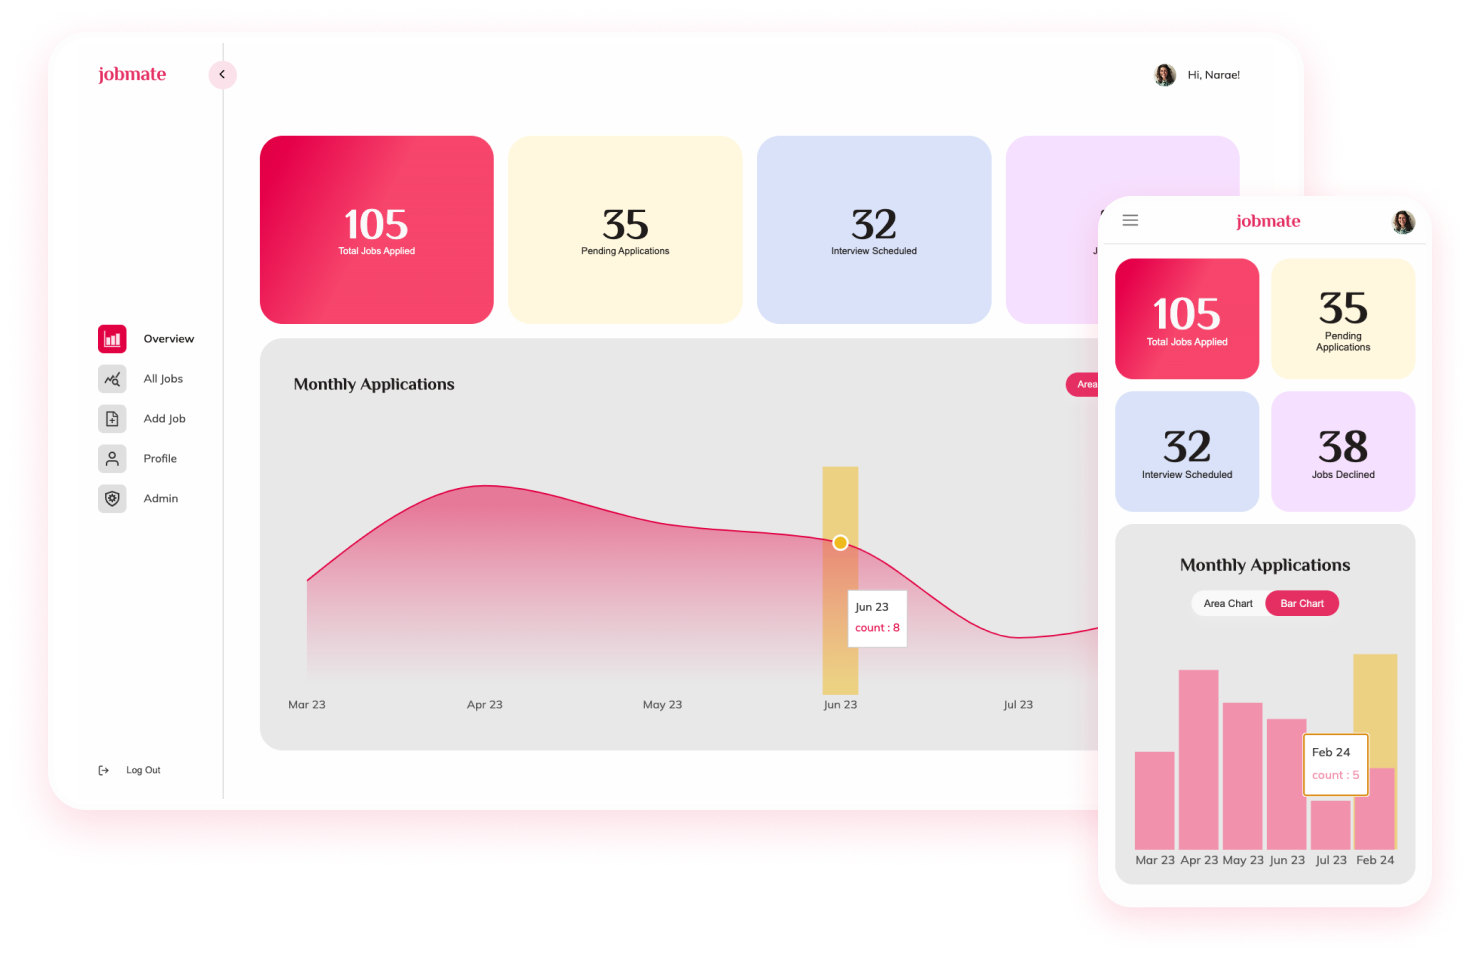 jobmate
Hi, Narae!
105
Total Jobs Applied
35
Pending Applications
32
Interview Scheduled
Overview
All Jobs
Add Job
Profile
Admin
Log Out
Monthly Applications
Area
Jun 23
count : 8
Mar 23
Apr 23
May 23
Jun 23
Jul 23
jobmate
105
Total Jobs Applied
35
Pending
Applications
32
Interview Scheduled
38
Jobs Declined
Monthly Applications
Area Chart
Bar Chart
Feb 24
count : 5
Mar 23
Apr 23
May 23
Jun 23
Jul 23
Feb 24